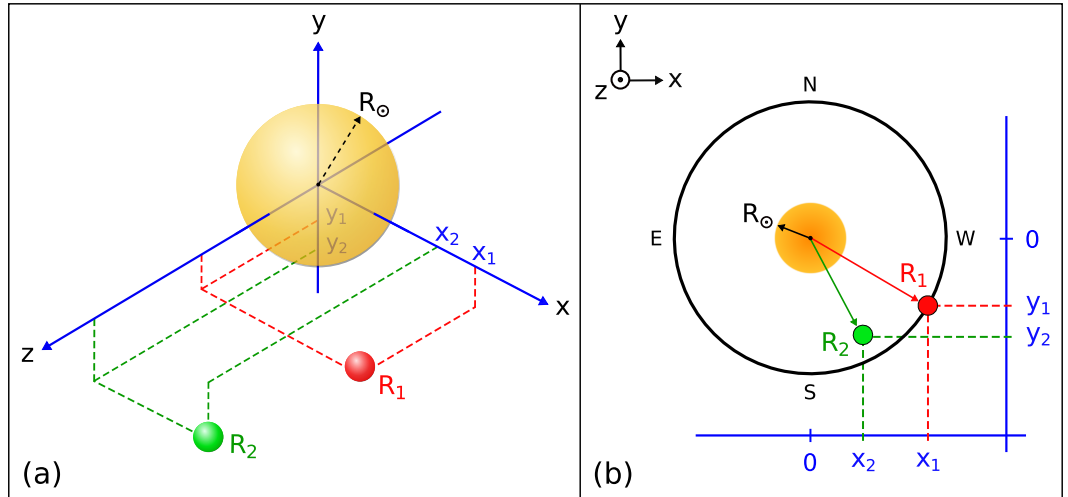 y
R☉
y₁
y₂
x₂
x₁
x
z
R₁
R₂
(a)
y
x
z
N
R☉
E
W
0
R₁
y₁
R₂
y₂
S
0
x₂
x₁
(b)